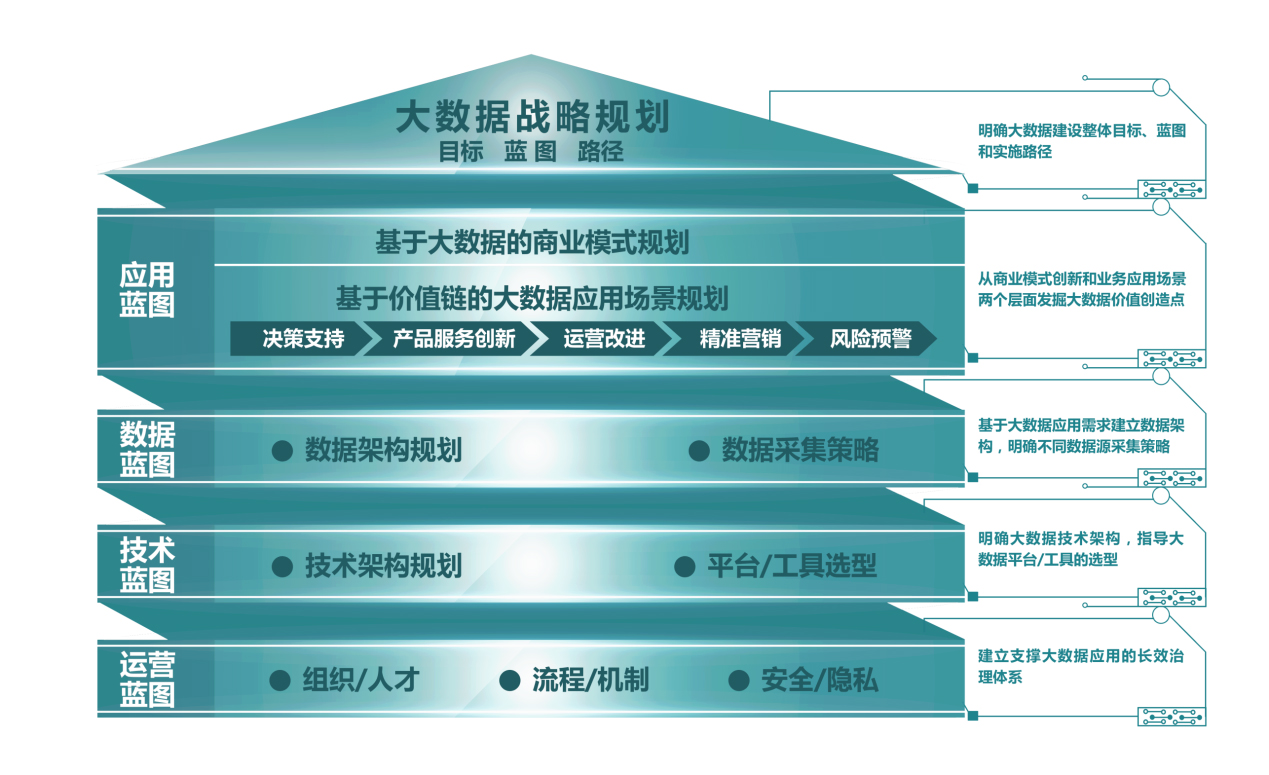 大数据战略规划
目标 蓝图 路径
明确大数据建设整体目标、蓝图
和实施路径
应用
蓝图
基于大数据的商业模式规划
基于价值链的大数据应用场景规划
决策支持 产品服务创新 运营改进 精准营销 风险预警
从商业模式创新和业务应用场景
两个层面发掘大数据价值创造点
数据
蓝图
● 数据架构规划 ● 数据采集策略
基于大数据应用需求建立数据架
构，明确不同数据源采集策略
技术
蓝图
● 技术架构规划 ● 平台/工具选型
明确大数据技术架构，指导大
数据平台/工具的选型
运营
蓝图
● 组织/人才 ● 流程/机制 ● 安全/隐私
建立支撑大数据应用的长效治
理体系